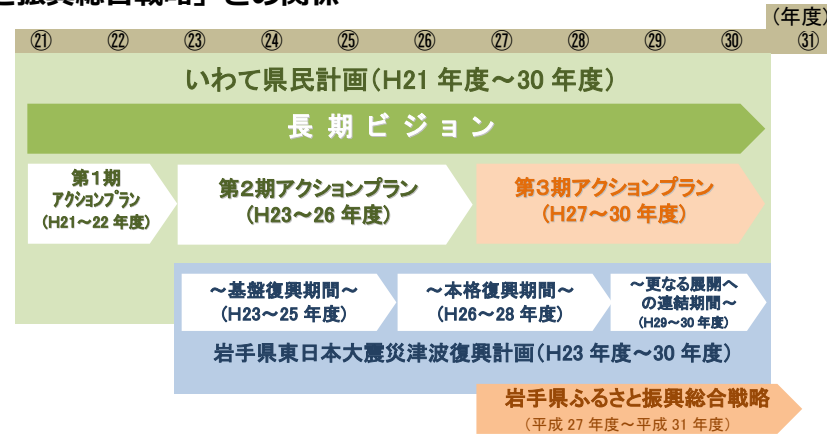 振興総合戦略」との関係
(年度)
㉑ ㉒ ㉓ ㉔ ㉕ ㉖ ㉗ ㉘ ㉙ ㉚ ㉛
いわて県民計画(H21 年度～30 年度)
長 期 ビ ジ ョ ン
第１期
アクションプラン
(H21～22 年度)
第２期アクションプラン
(H23～26 年度)
第３期アクションプラン
(H27～30 年度)
～基盤復興期間～
(H23～25 年度)
～本格復興期間～
(H26～28 年度)
～更なる展開へ
の連結期間～
(H29～30 年度)
岩手県東日本大震災津波復興計画(H23 年度～30 年度)
岩手県ふるさと振興総合戦略
(平成 27 年度～平成 31 年度)